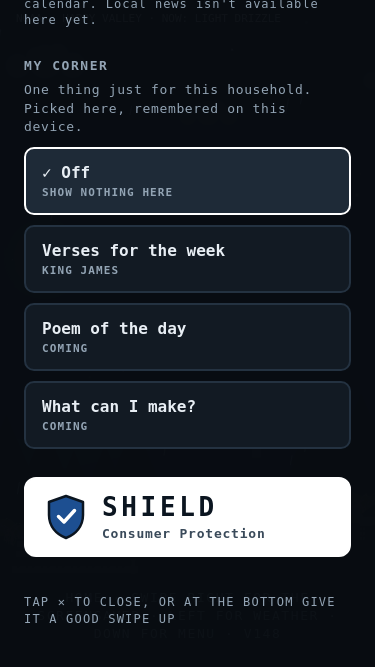 calendar. Local news isn't available
here yet.
MY CORNER
One thing just for this household.
Picked here, remembered on this
device.
✓ Off
SHOW NOTHING HERE
Verses for the week
KING JAMES
Poem of the day
COMING
What can I make?
COMING
SHIELD
Consumer Protection
TAP × TO CLOSE, OR AT THE BOTTOM GIVE
IT A GOOD SWIPE UP